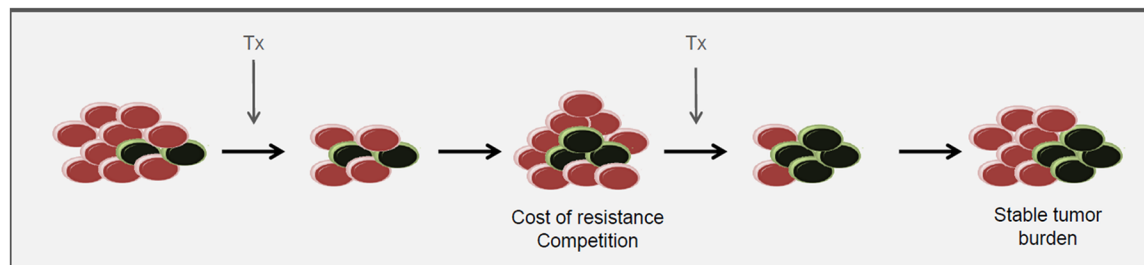 Tx
Tx
Cost of resistance
Competition
Stable tumor
burden